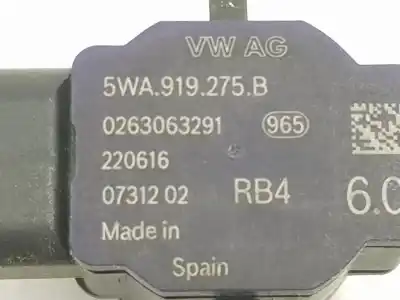 VW AG
5WA.919.275.B
0263063291 965
220616
07312 02 RB4 6.0
Made in
Spain